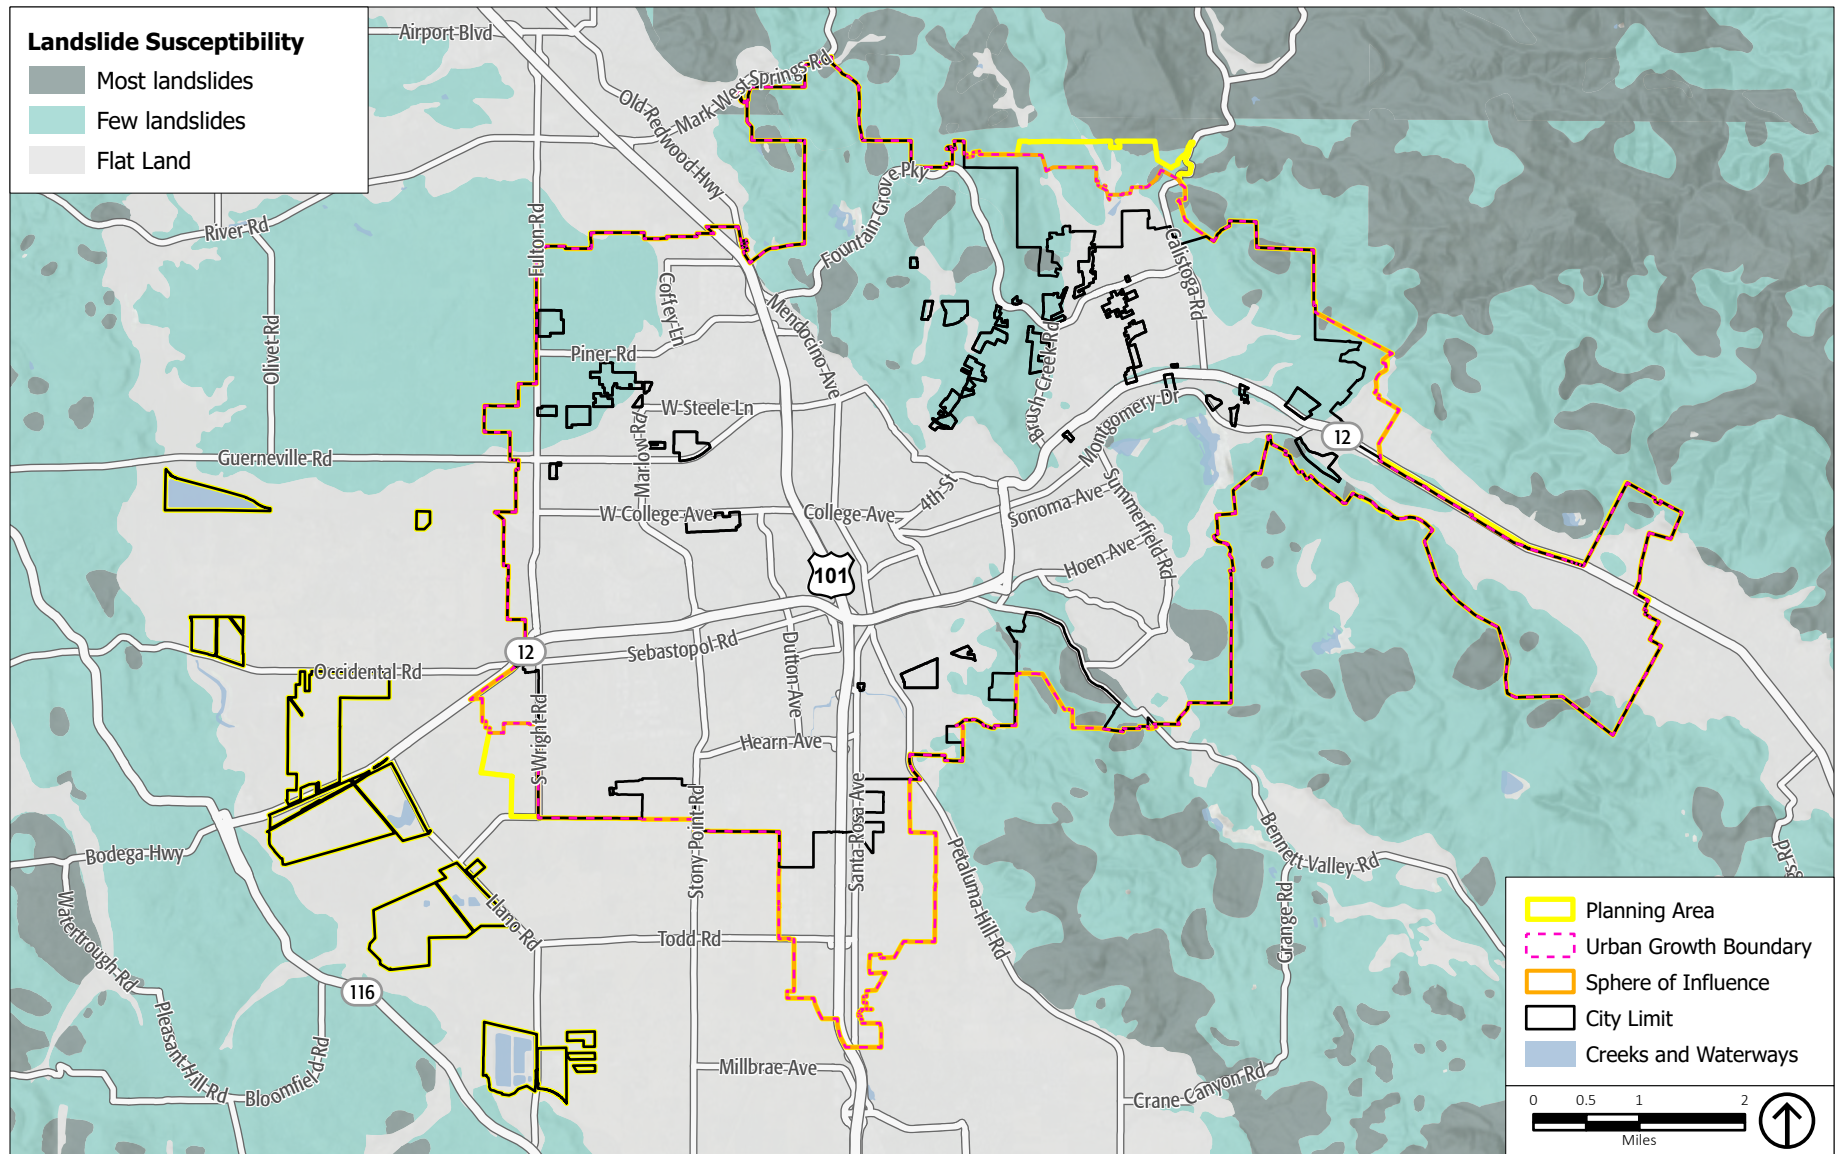 Landslide Susceptibility
Most landslides
Few landslides
Flat Land
Airport Blvd
Old Redwood Hwy
Mark West Springs Rd
Fountain Grove Pky
River Rd
Fulton Rd
Olivet Rd
Coffey Ln
Calistoga Rd
Piner Rd
Mendocino Ave
Brush Creek Rd
W Steele Ln
Marlow Rd
Montgomery Dr
12
Guerneville Rd
W College Ave
College Ave
4th St
Sonoma Ave
Summerfield Rd
Hoen Ave
101
12
Sebastopol Rd
Dutton Ave
Occidental Rd
S Wright Rd
Hearn Ave
Stony Point Rd
Santa Rosa Ave
Petaluma Hill Rd
Bennett Valley Rd
Bodega Hwy
Watertrough Rd
Llano Rd
Todd Rd
Grange Rd
116
Pleasant Hill Rd
Bloomfield Rd
Millbrae Ave
Crane Canyon Rd
Planning Area
Urban Growth Boundary
Sphere of Influence
City Limit
Creeks and Waterways
0 0.5 1 2
Miles